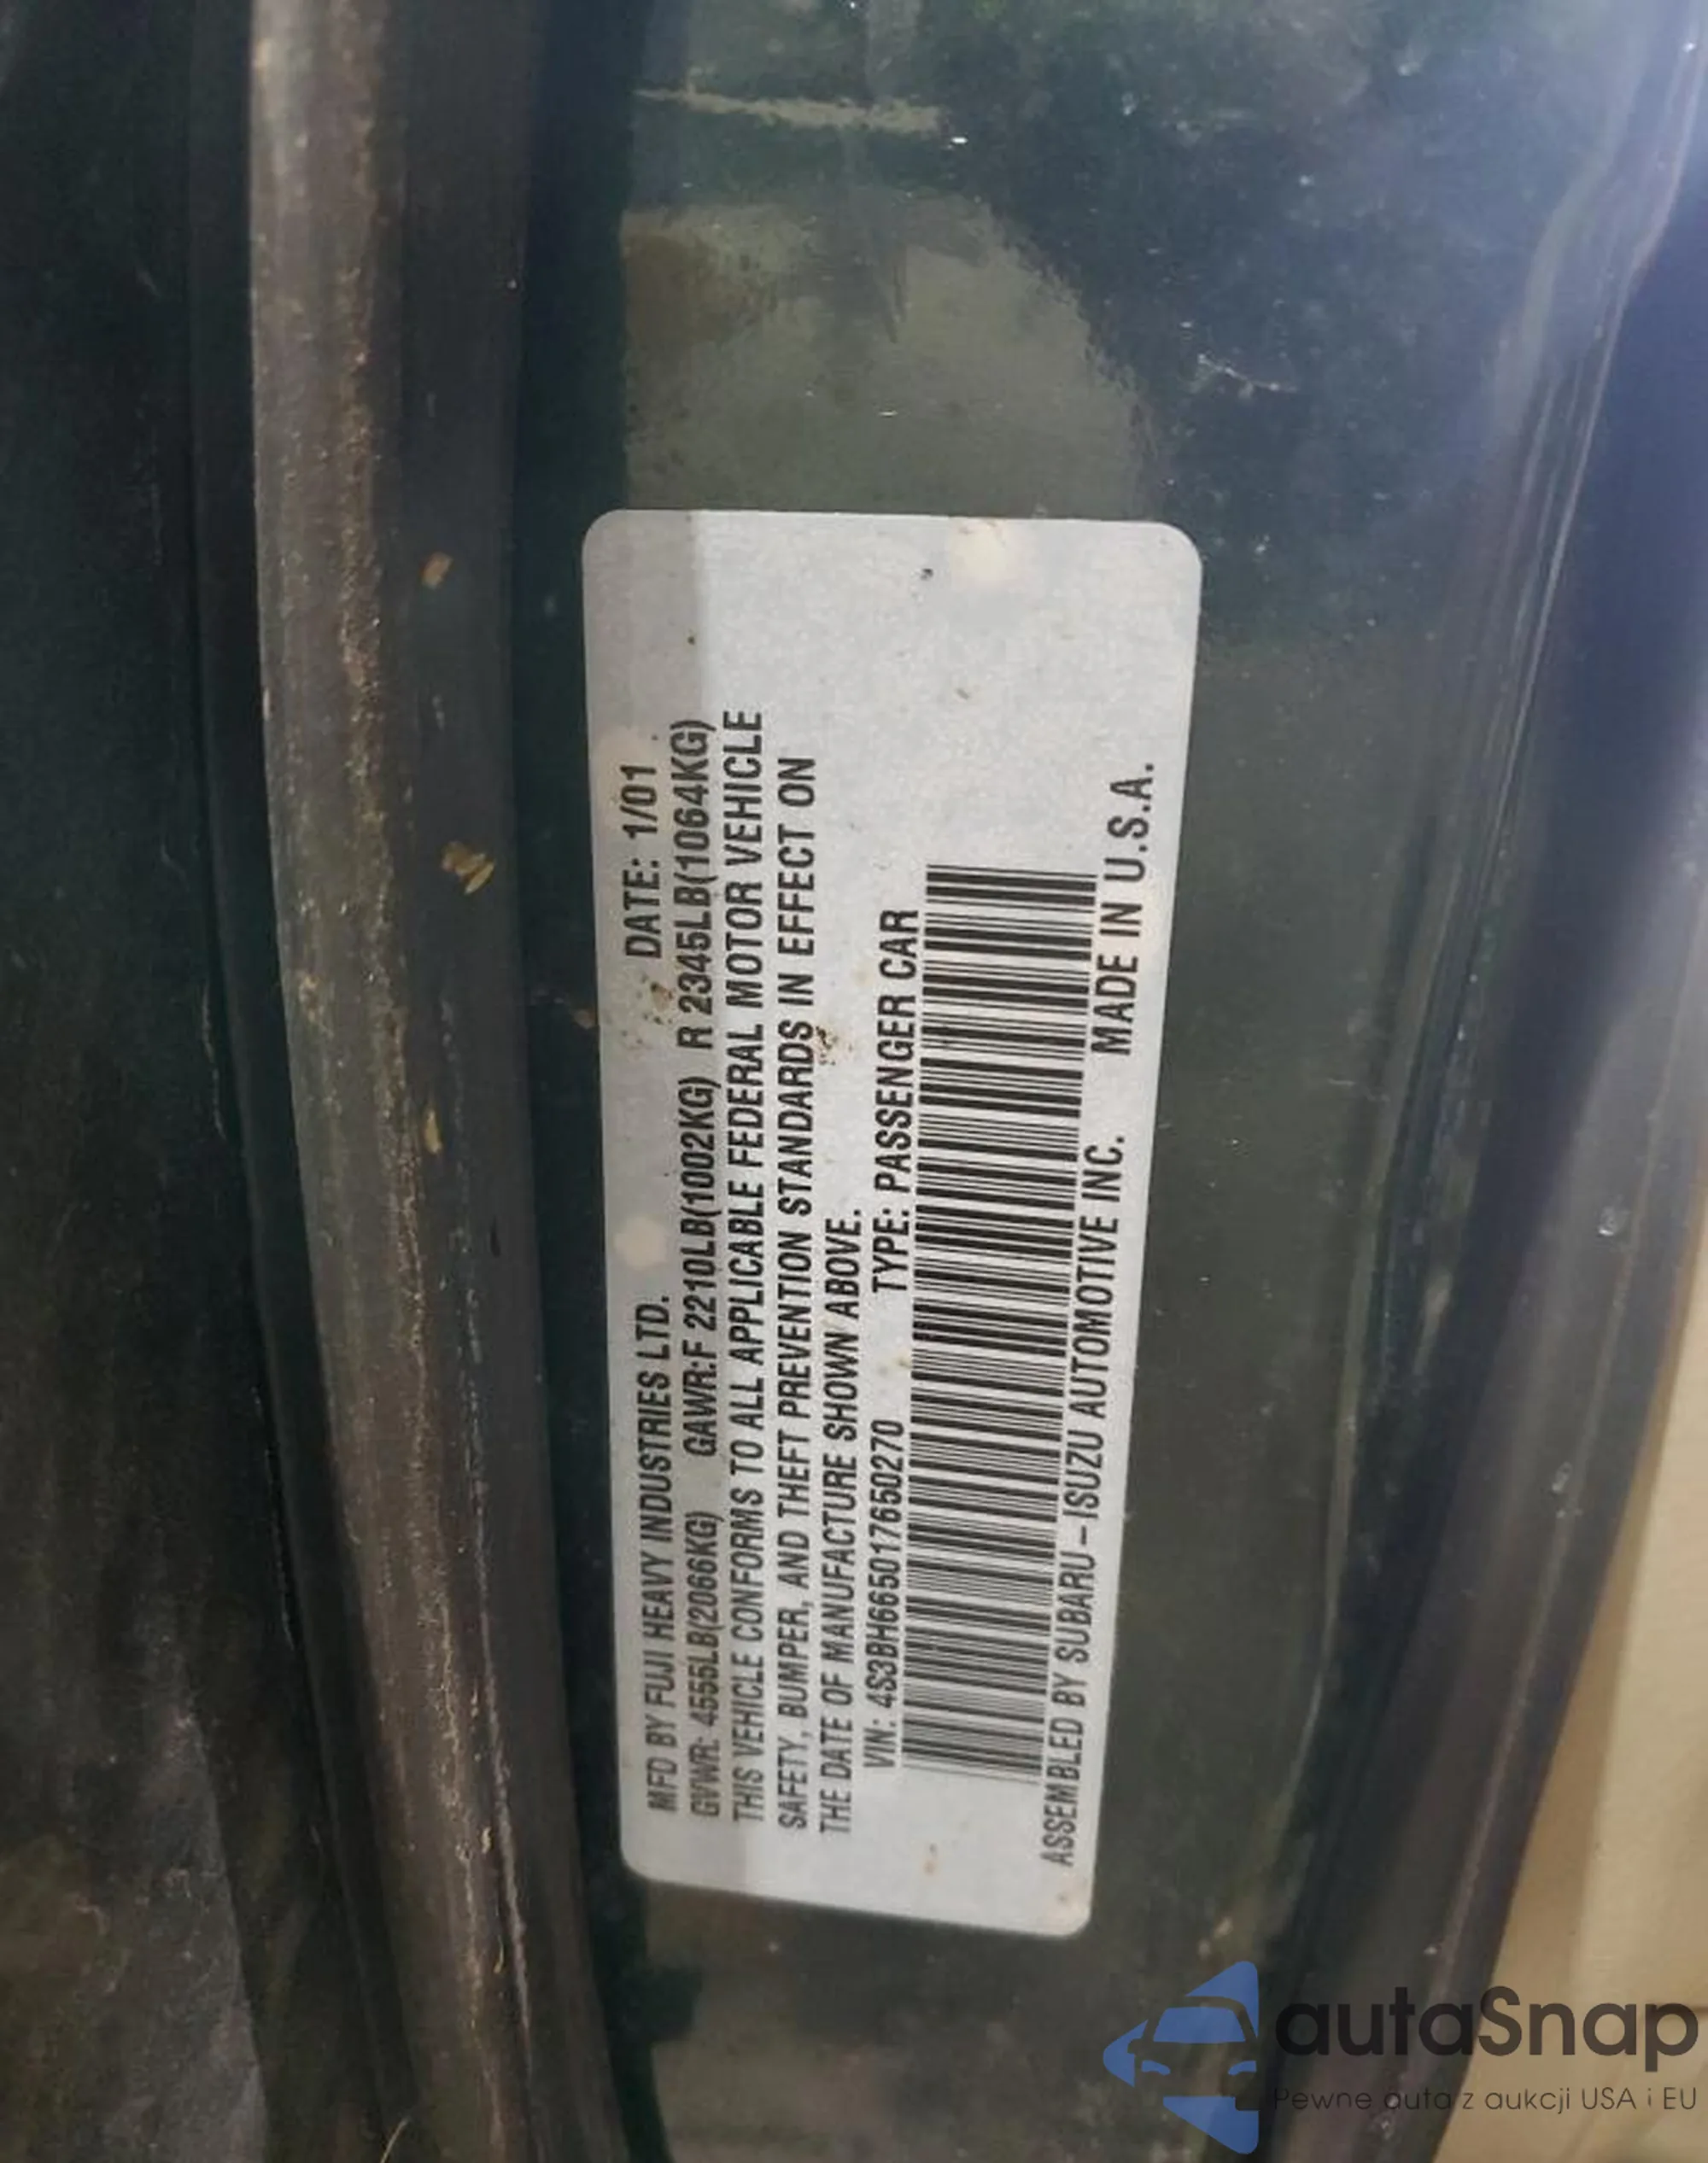 MFD BY FUJI HEAVY INDUSTRIES LTD. DATE: 1/01
GVWR: 4555LB(2066KG) GAWR:F 2210LB(1002KG) R 2345LB(1064KG)
THIS VEHICLE CONFORMS TO ALL APPLICABLE FEDERAL MOTOR VEHICLE
SAFETY, BUMPER, AND THEFT PREVENTION STANDARDS IN EFFECT ON
THE DATE OF MANUFACTURE SHOWN ABOVE.
VIN: 4S3BH665017650270 TYPE: PASSENGER CAR
ASSEMBLED BY SUBARU-ISUZU AUTOMOTIVE INC. MADE IN U.S.A.
autaSnap
Pewne auta z aukcji USA i EU